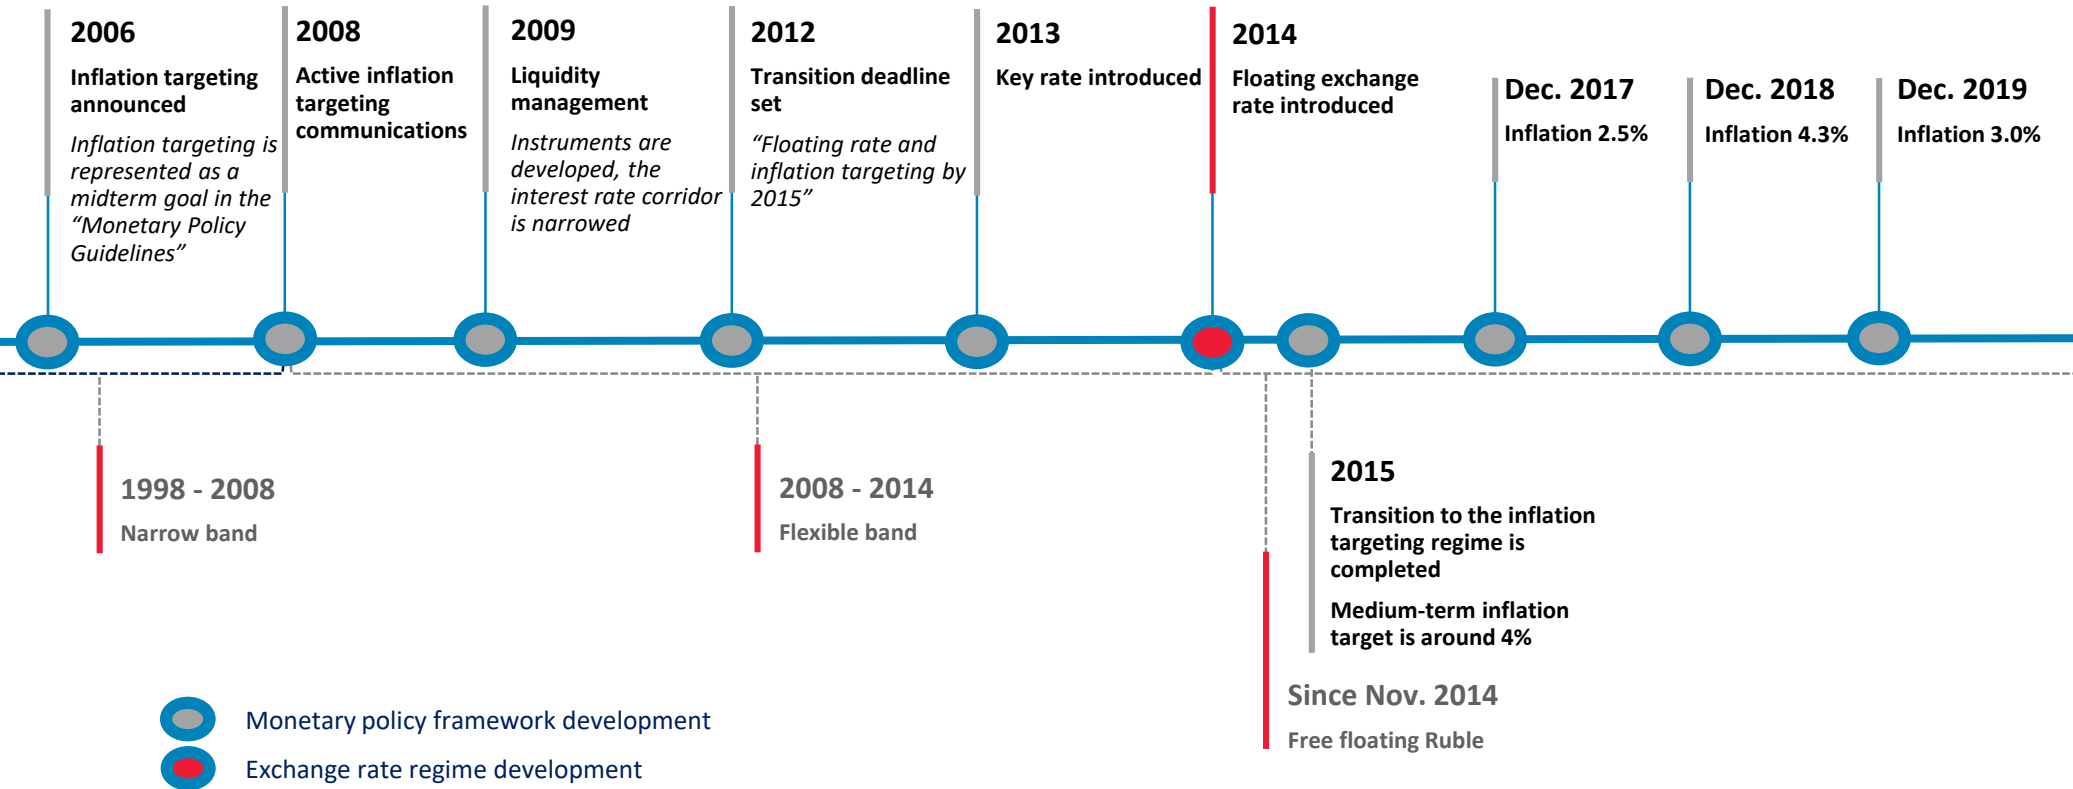 2006
Inflation targeting
announced
Inflation targeting is
represented as a
midterm goal in the
“Monetary Policy
Guidelines”
2008
Active inflation
targeting
communications
2009
Liquidity
management
Instruments are
developed, the
interest rate corridor
is narrowed
2012
Transition deadline
set
“Floating rate and
inflation targeting by
2015”
2013
Key rate introduced
2014
Floating exchange
rate introduced
Dec. 2017
Inflation 2.5%
Dec. 2018
Inflation 4.3%
Dec. 2019
Inflation 3.0%
1998 - 2008
Narrow band
2008 - 2014
Flexible band
2015
Transition to the inflation
targeting regime is
completed
Medium-term inflation
target is around 4%
Since Nov. 2014
Free floating Ruble
Monetary policy framework development
Exchange rate regime development